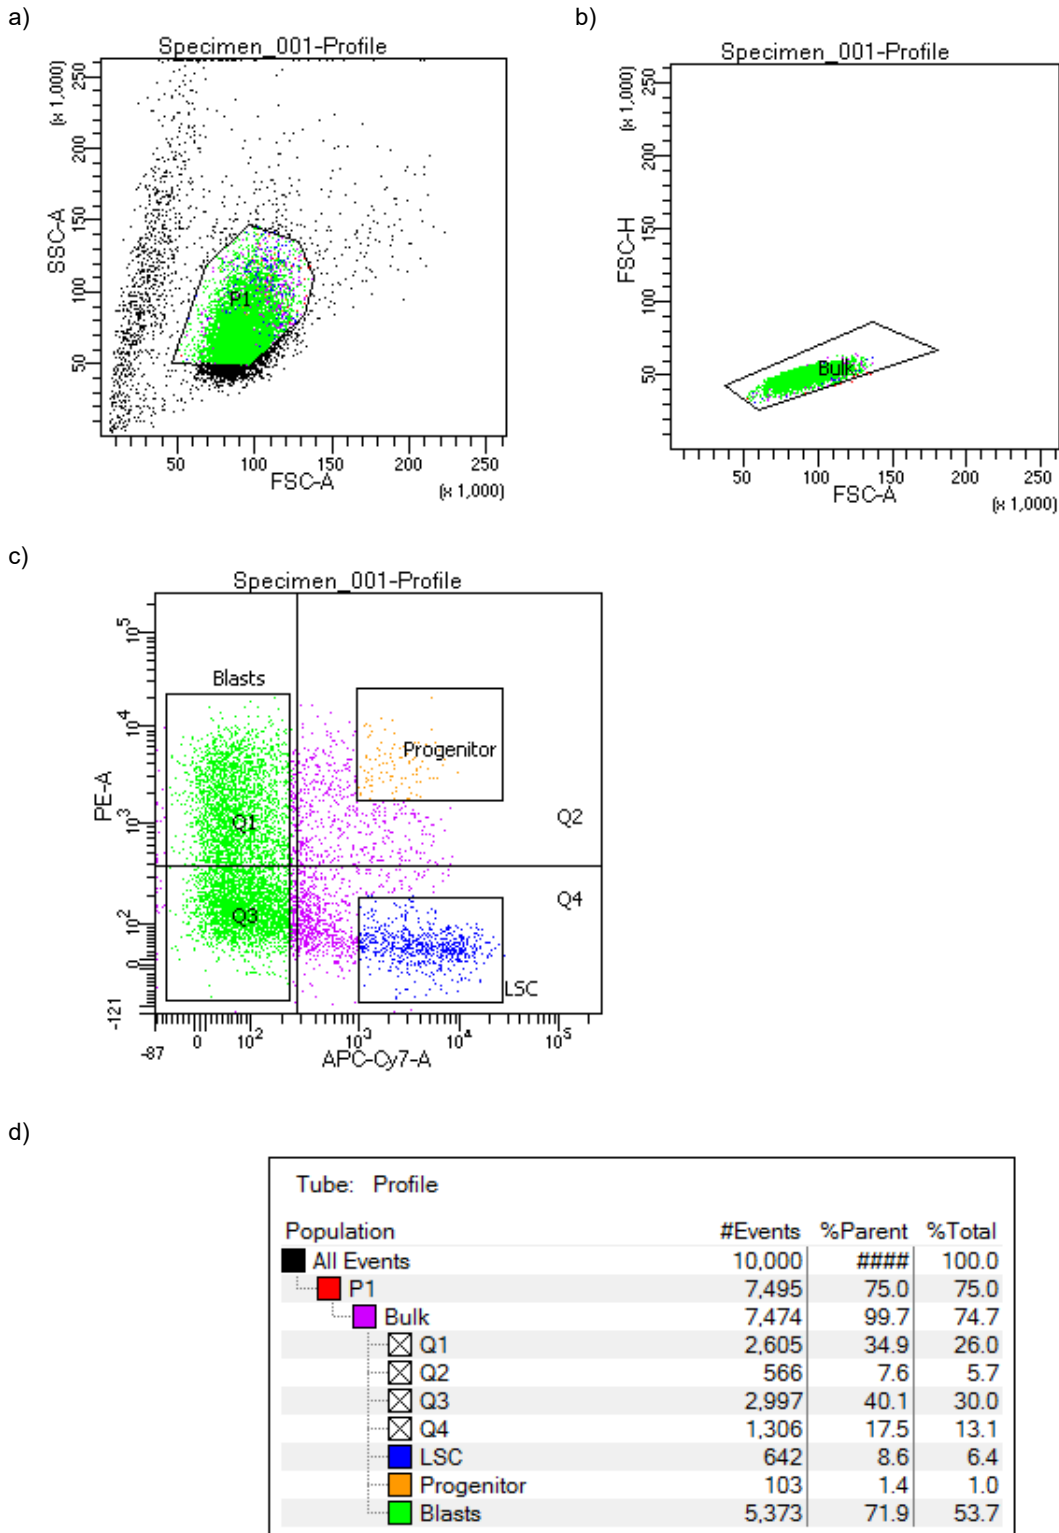 a)
Specimen_001-Profile
(x 1,000)
250
200
150
100
50
SSC-A
P1
50 100 150 200 250
FSC-A
(x 1,000)
b)
Specimen_001-Profile
(x 1,000)
250
200
150
100
50
FSC-H
Bulk
50 100 150 200 250
FSC-A
(x 1,000)
c)
Specimen_001-Profile
10^5
10^4
10^3
10^2
0
-121
PE-A
Blasts
Progenitor
Q1
Q2
Q3
Q4
LSC
-87 0 10^2 10^3 10^4 10^5
APC-Cy7-A
d)
Tube: Profile
Population #Events %Parent %Total
All Events 10,000 #### 100.0
P1 7,495 75.0 75.0
Bulk 7,474 99.7 74.7
Q1 2,605 34.9 26.0
Q2 566 7.6 5.7
Q3 2,997 40.1 30.0
Q4 1,306 17.5 13.1
LSC 642 8.6 6.4
Progenitor 103 1.4 1.0
Blasts 5,373 71.9 53.7